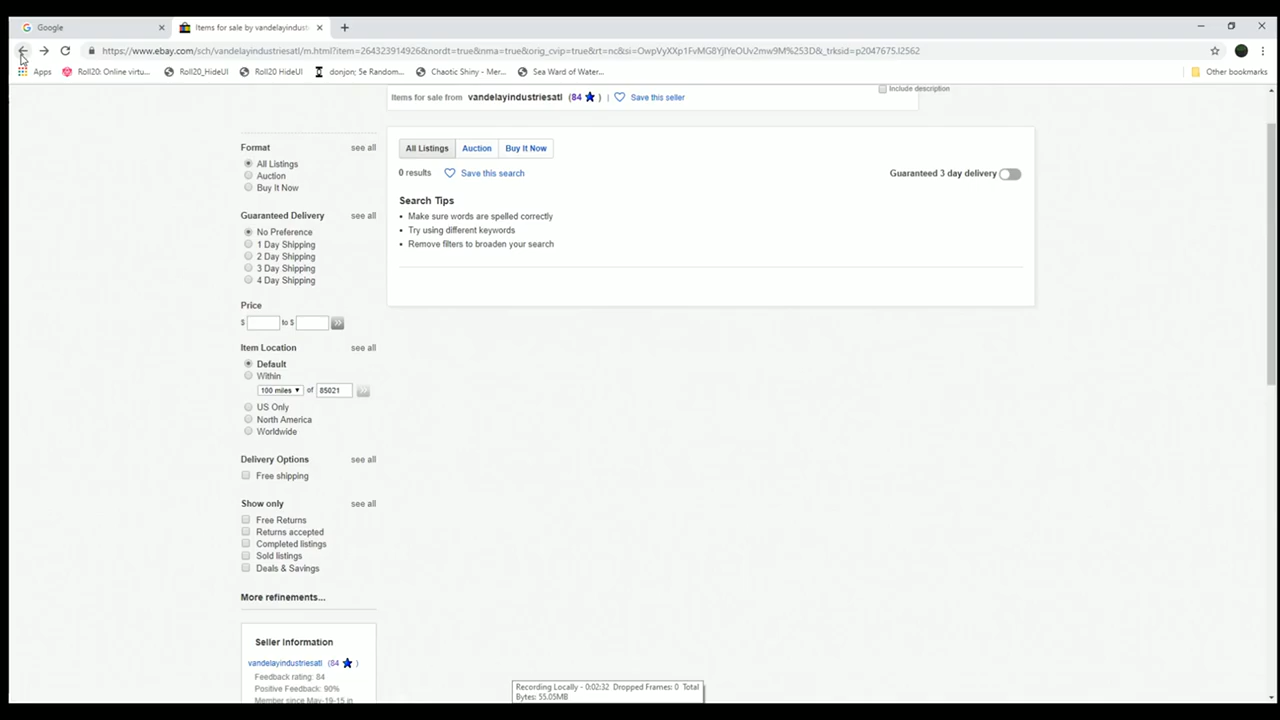 Google
Items for sale by vandelayindust
https://www.ebay.com/sch/vandelayindustriesatl/m.html?item=264323914926&nordt=true&nma=true&orig_cvip=true&rt=nc&si=OwpVyXXp1FvMG8YjlYeOUv2mw9M%253D&_trksid=p2047675.l2562
Apps Roll20: Online virtu... Roll20_HideUI Roll20 HideUI donjon; 5e Random... Chaotic Shiny - Mer... Sea Ward of Water... Other bookmarks
Items for sale from vandelayindustriesatl (84 ) | Save this seller
Include description
Format see all
All Listings
Auction
Buy It Now
Guaranteed Delivery see all
No Preference
1 Day Shipping
2 Day Shipping
3 Day Shipping
4 Day Shipping
Price
$ to $
Item Location see all
Default
Within
100 miles of 85021
US Only
North America
Worldwide
Delivery Options see all
Free shipping
Show only see all
Free Returns
Returns accepted
Completed listings
Sold listings
Deals & Savings
More refinements...
Seller Information
vandelayindustriesatl (84 )
Feedback rating: 84
Positive Feedback: 90%
Member since May-19-15 in
All Listings Auction Buy It Now
0 results Save this search Guaranteed 3 day delivery
Search Tips
• Make sure words are spelled correctly
• Try using different keywords
• Remove filters to broaden your search
Recording Locally - 0:02:32 Dropped Frames: 0 Total
Bytes: 55.05MB